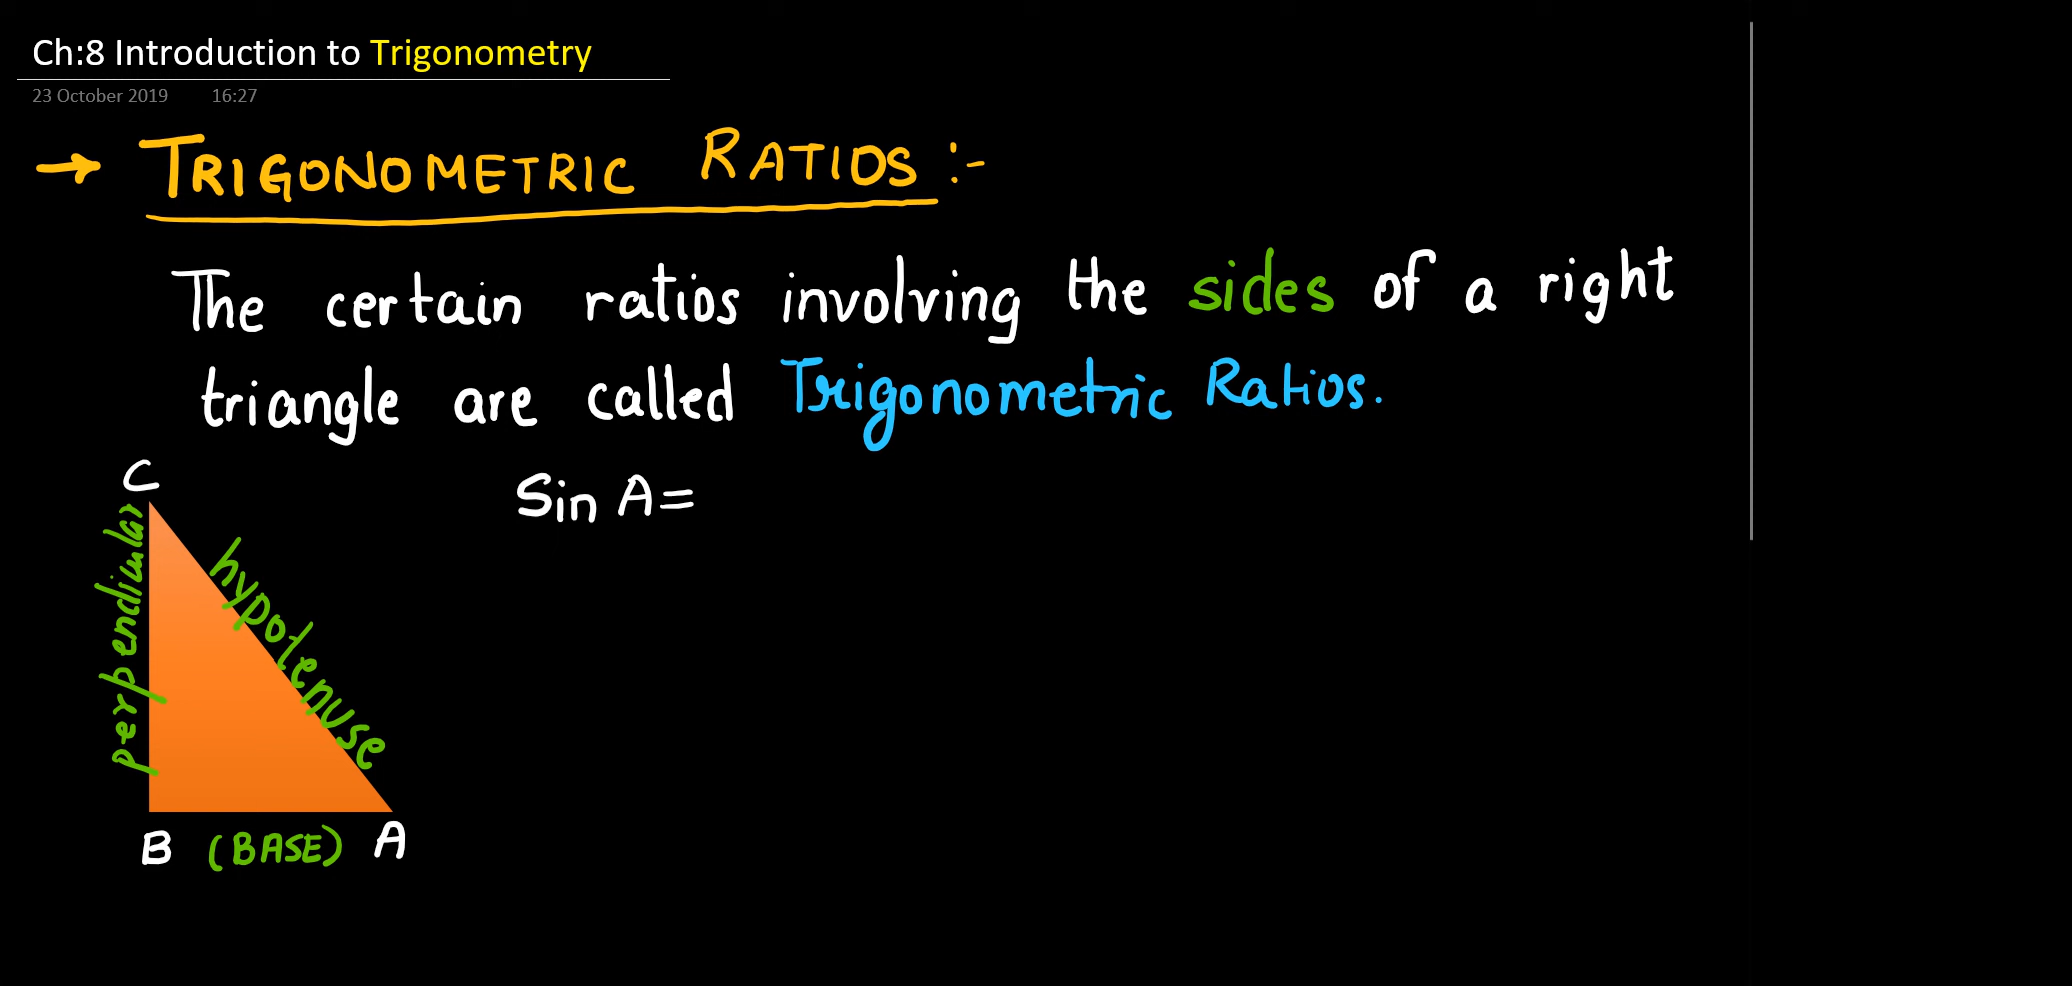 Ch:8 Introduction to Trigonometry
23 October 2019 16:27
→ TRIGONOMETRIC RATIOS :-
The certain ratios involving the sides of a right
triangle are called Trigonometric Ratios.
Sin A=
C
perpendicular
hypotenuse
B (BASE) A